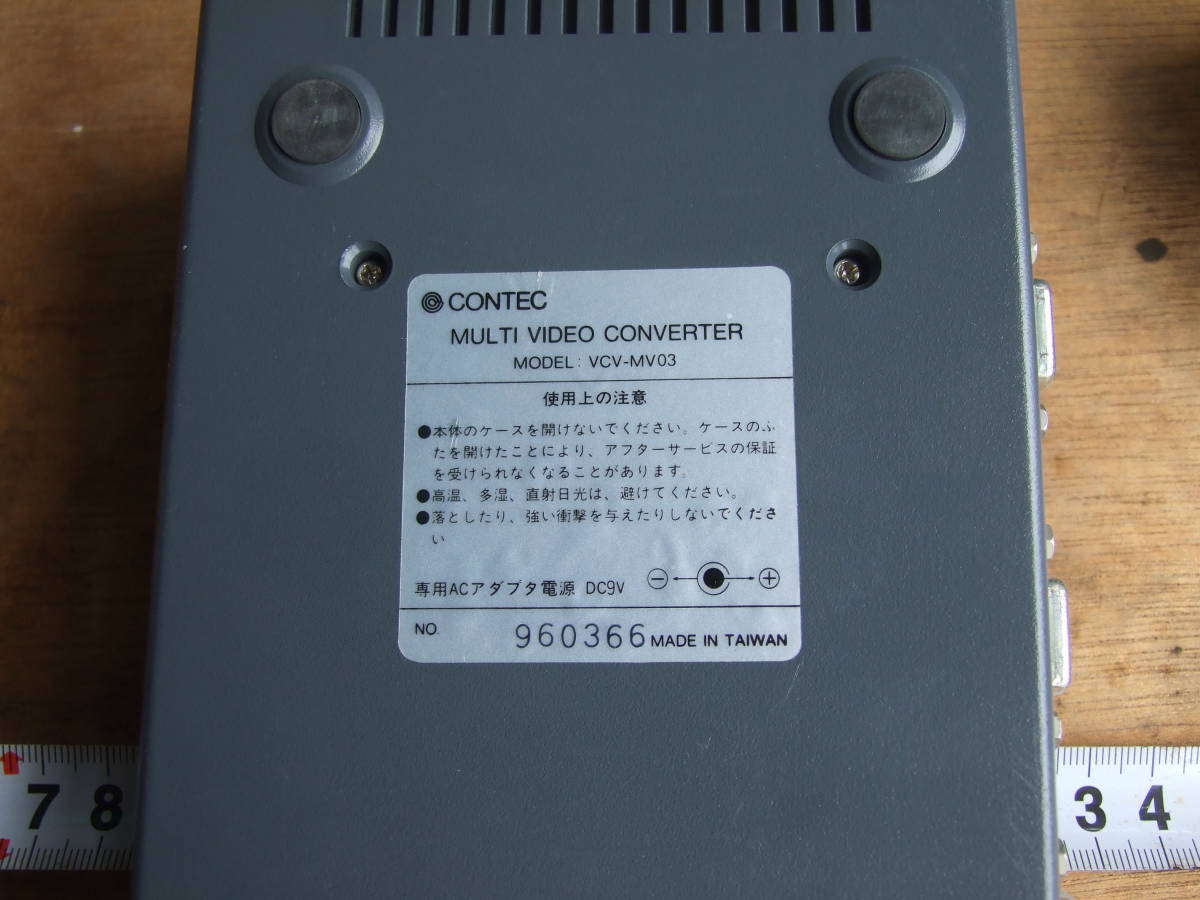 CONTEC
MULTI VIDEO CONVERTER
MODEL: VCV-MV03
使用上の注意
●本体のケースを開けないでください。ケースのふ
たを開けたことにより、アフターサービスの保証
を受けられなくなることがあります。
●高温、多湿、直射日光は、避けてください。
●落としたり、強い衝撃を与えたりしないでくださ
い
専用ACアダプタ電源 DC9V ⊖ ⊕
NO. 960366 MADE IN TAIWAN
7 8 3 4